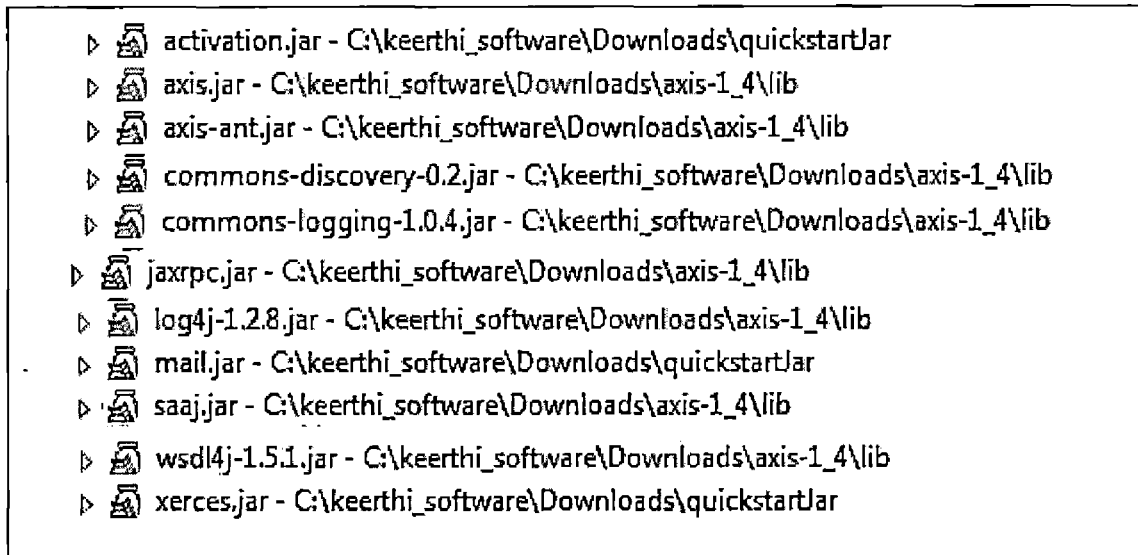 activation.jar - C:\keerthi_software\Downloads\quickstartJar
axis.jar - C:\keerthi_software\Downloads\axis-1_4\lib
axis-ant.jar - C:\keerthi_software\Downloads\axis-1_4\lib
commons-discovery-0.2.jar - C:\keerthi_software\Downloads\axis-1_4\lib
commons-logging-1.0.4.jar - C:\keerthi_software\Downloads\axis-1_4\lib
jaxrpc.jar - C:\keerthi_software\Downloads\axis-1_4\lib
log4j-1.2.8.jar - C:\keerthi_software\Downloads\axis-1_4\lib
mail.jar - C:\keerthi_software\Downloads\quickstartJar
saaj.jar - C:\keerthi_software\Downloads\axis-1_4\lib
wsdl4j-1.5.1.jar - C:\keerthi_software\Downloads\axis-1_4\lib
xerces.jar - C:\keerthi_software\Downloads\quickstartJar